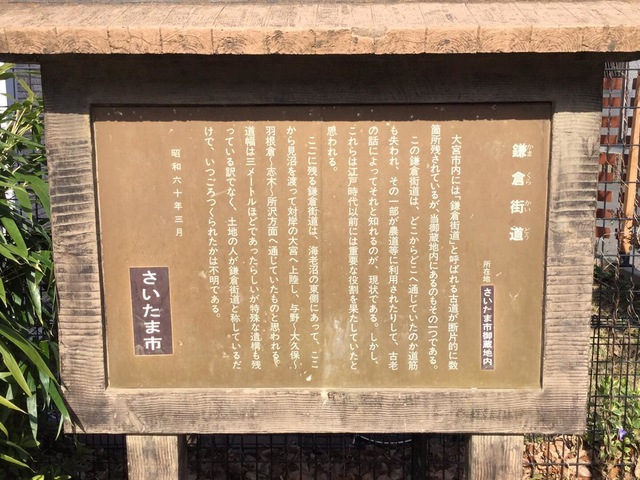 鎌倉街道
かま くら かい どう
所在地 さいたま市御蔵地内
大宮市内には「鎌倉街道」と呼ばれる古道が断片的に数
箇所残されているが、当御蔵地内にあるのもその一つである。
この鎌倉街道は、どこからどこへ通じていたのか道筋
も失われ、その一部が農道等に利用されたりして、古老
の話によってそれと知れるのが、現状である。しかし、
これらは江戸時代以前には重要な役割を果たしていたと
思われる。
ここに残る鎌倉街道は、海老沼の東側にあって、ここ
から見沼を渡って対岸の大宮へ上陸し、与野～大久保～
羽根倉～志木～所沢方面へ通じていたものと思われる。
道幅は三メートルほどであったらしいが特殊な遺構も残
っている訳でなく、土地の人が鎌倉街道と称しているだ
けで、いつごろつくられたかは不明である。
昭和六十年三月
さいたま市